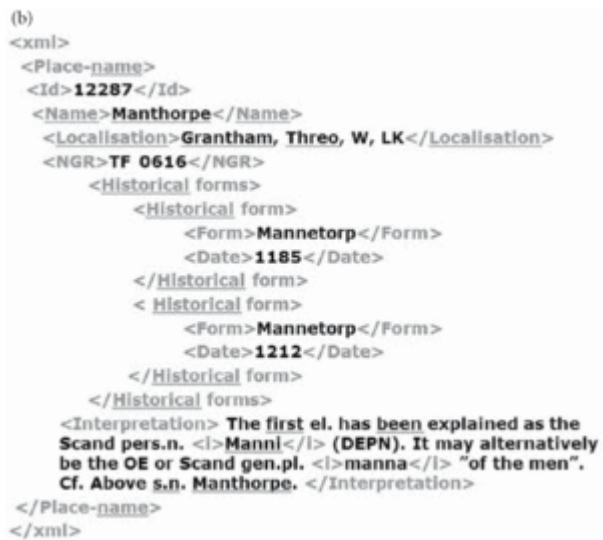 (b)
<xml>
<Place-name>
<Id>12287</Id>
<Name>Manthorpe</Name>
<Localisation>Grantham, Threo, W, LK</Localisation>
<NGR>TF 0616</NGR>
<Historical forms>
<Historical form>
<Form>Mannetorp</Form>
<Date>1185</Date>
</Historical form>
< Historical form>
<Form>Mannetorp</Form>
<Date>1212</Date>
</Historical form>
</Historical forms>
<Interpretation> The first el. has been explained as the
Scand pers.n. <i>Manni</i> (DEPN). It may alternatively
be the OE or Scand gen.pl. <i>manna</i> "of the men".
Cf. Above s.n. Manthorpe. </Interpretation>
</Place-name>
</xml>